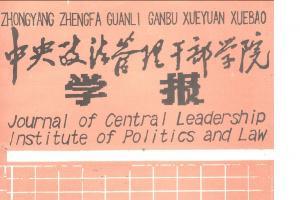 ZHONGYANG ZHENGFA GUANLI GANBU XUEYUAN XUEBAO
中央政法管理干部学院
学报
Journal of Central Leadership
Institute of Politics and Law